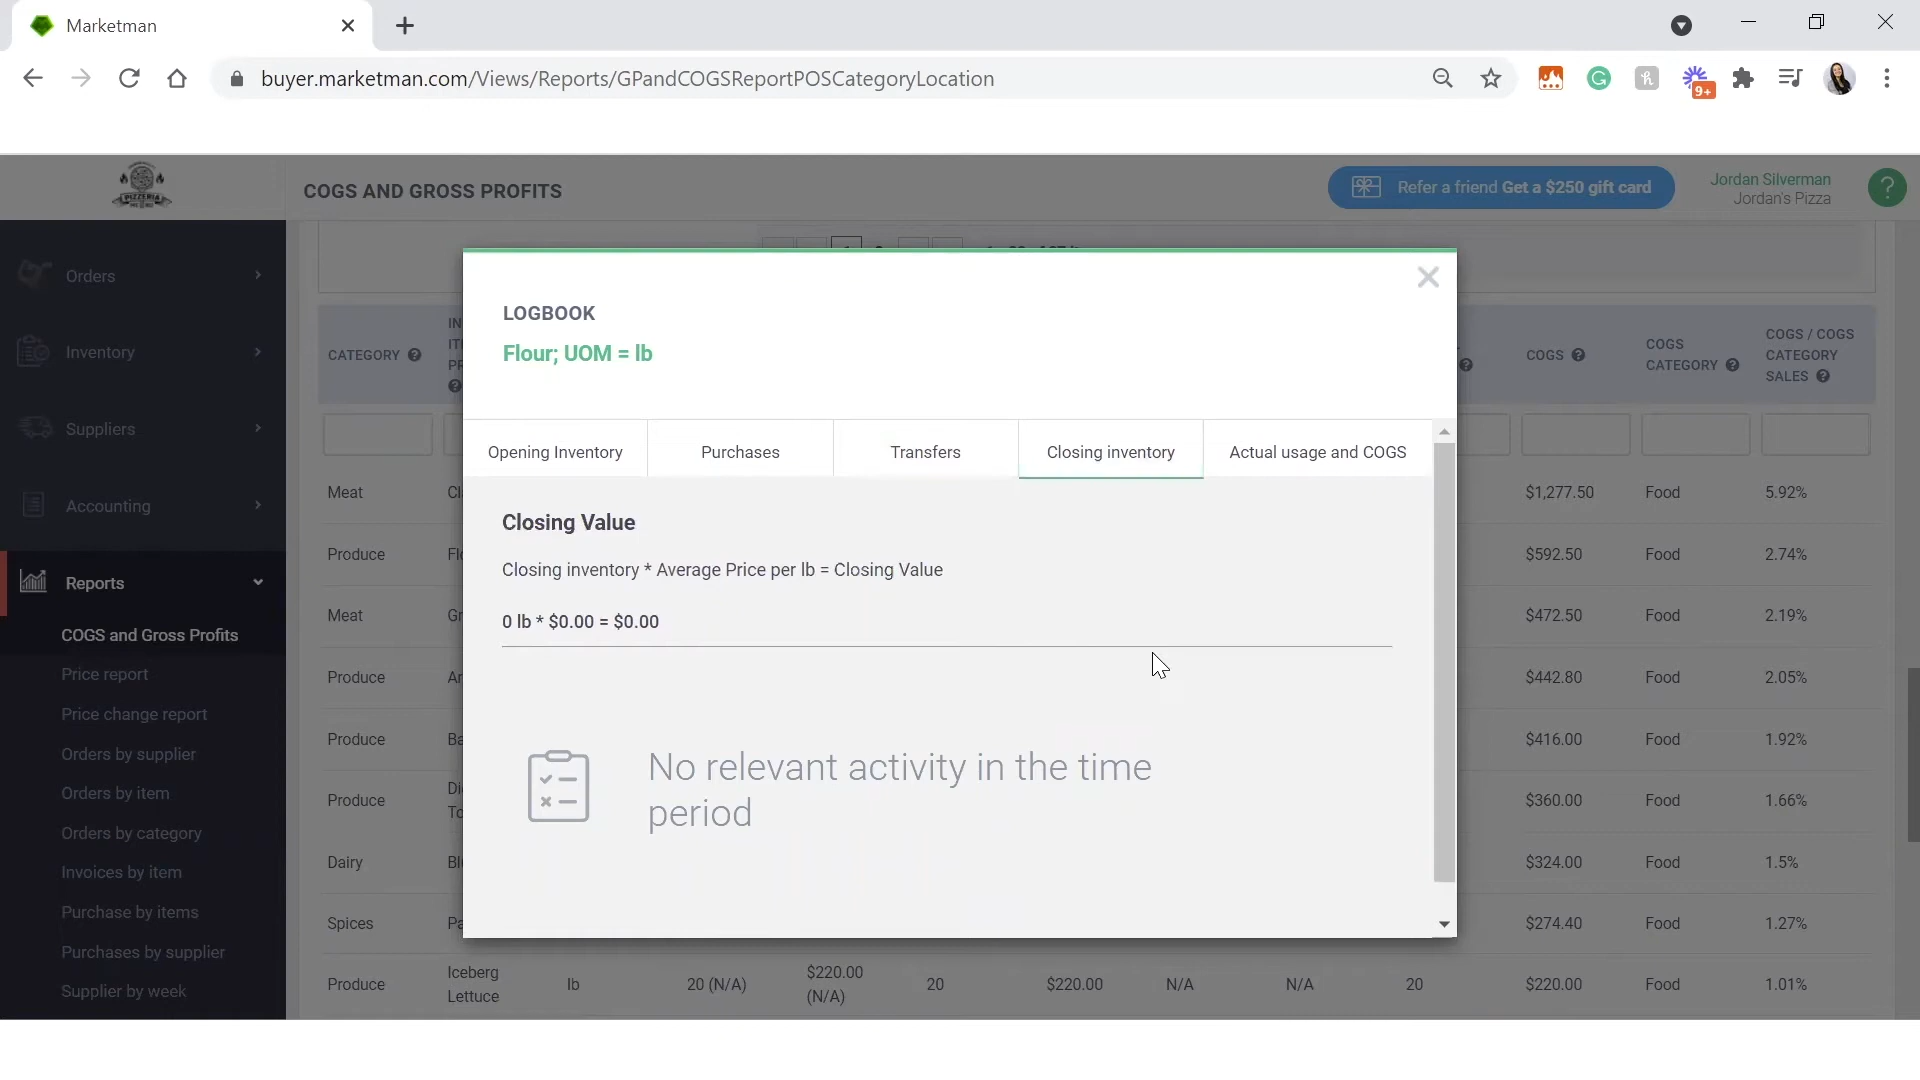 Marketman
buyer.marketman.com/Views/Reports/GPandCOGSReportPOSCategoryLocation
9+
PIZZERIA
COGS AND GROSS PROFITS
Refer a friend Get a $250 gift card
Jordan Silverman
Jordan's Pizza
?
Orders
Inventory
Suppliers
Accounting
Reports
COGS and Gross Profits
Price report
Price change report
Orders by supplier
Orders by item
Orders by category
Invoices by item
Purchase by items
Purchases by supplier
Supplier by week
CATEGORY ?
COGS ?
COGS CATEGORY ?
COGS / COGS CATEGORY SALES ?
LOGBOOK
Flour; UOM = lb
Opening Inventory
Purchases
Transfers
Closing inventory
Actual usage and COGS
Closing Value
Closing inventory * Average Price per lb = Closing Value
0 lb * $0.00 = $0.00
No relevant activity in the time
period
Meat $1,277.50 Food 5.92%
Produce $592.50 Food 2.74%
Meat $472.50 Food 2.19%
Produce $442.80 Food 2.05%
Produce $416.00 Food 1.92%
Produce $360.00 Food 1.66%
Dairy $324.00 Food 1.5%
Spices $274.40 Food 1.27%
Produce Iceberg Lettuce lb 20 (N/A) $220.00 (N/A) 20 $220.00 N/A N/A 20 $220.00 Food 1.01%